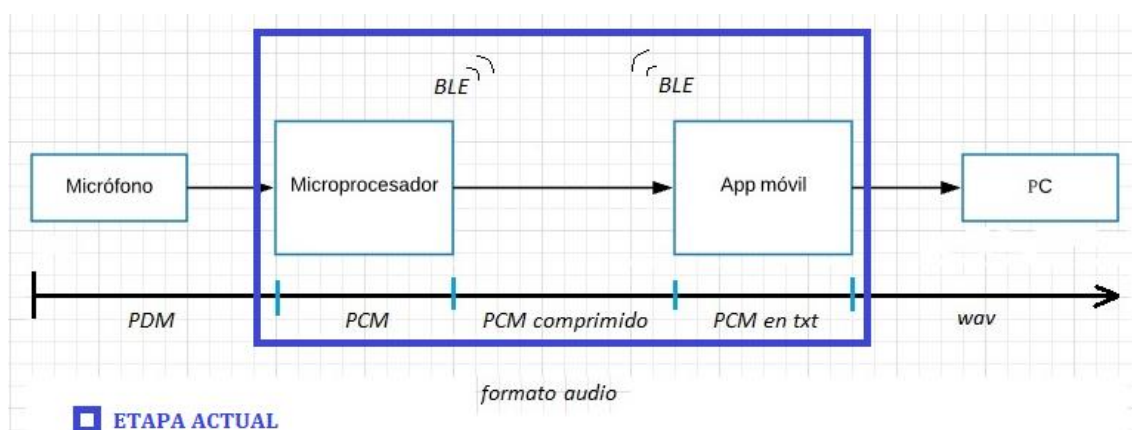 BLE
BLE
Micrófono
Microprocesador
App móvil
PC
PDM
PCM
PCM comprimido
PCM en txt
wav
formato audio
ETAPA ACTUAL